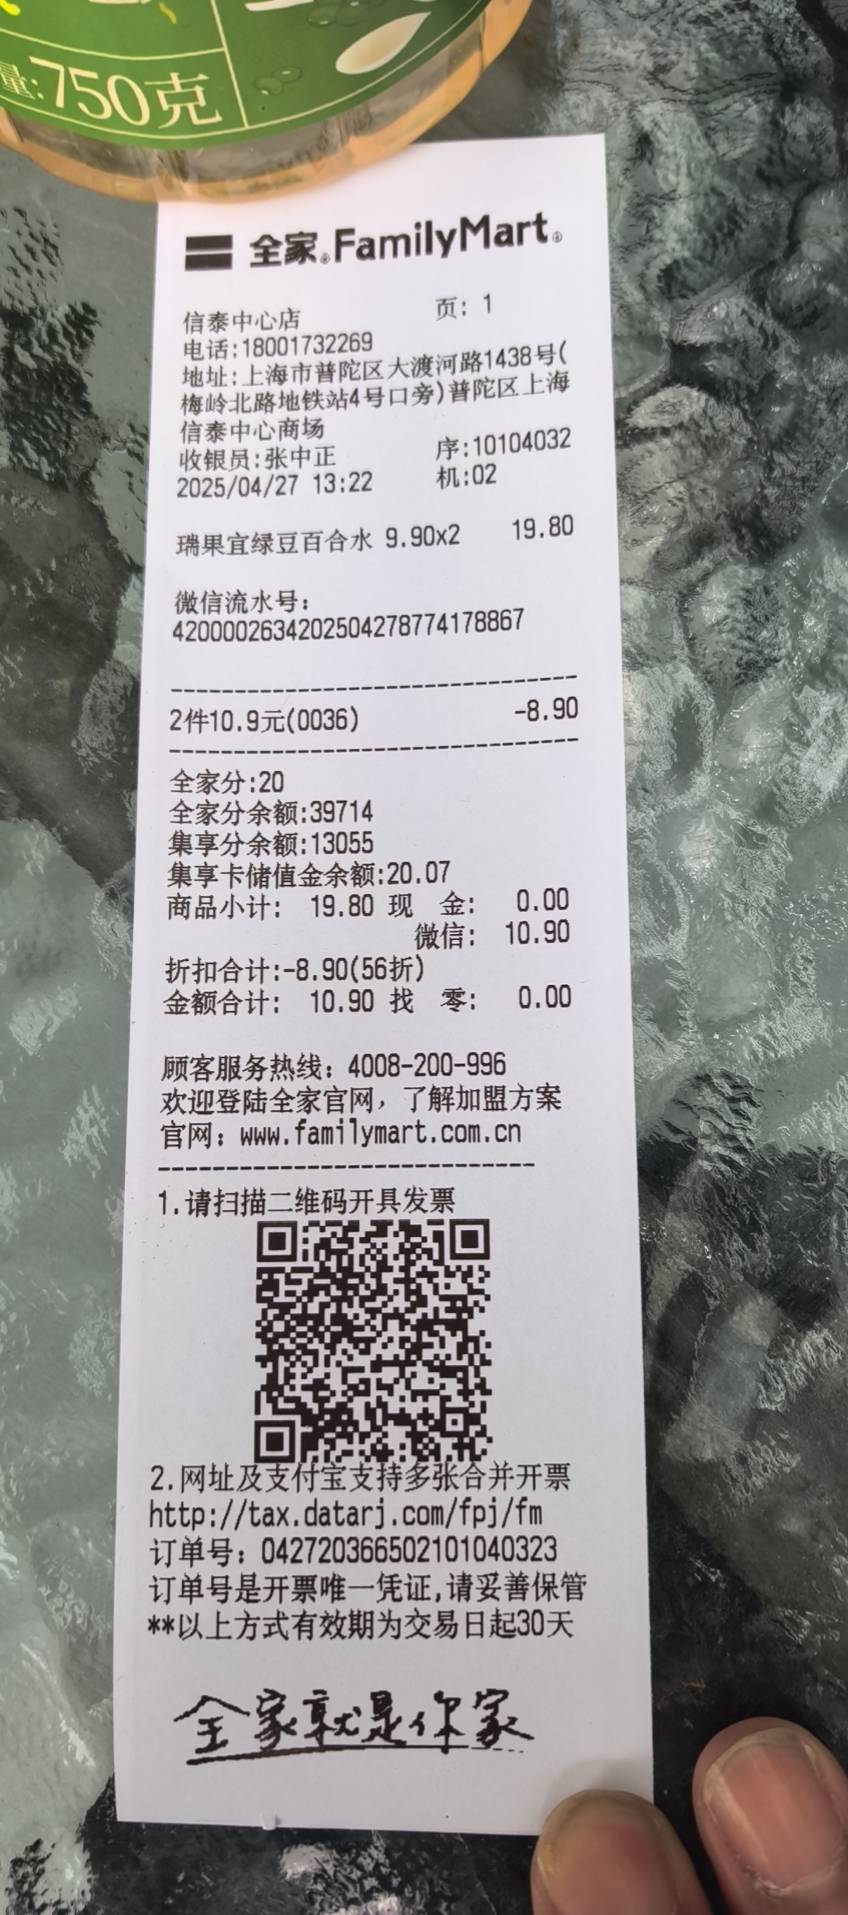 量:750克
全家 FamilyMart
信泰中心店 页: 1
电话:18001732269
地址:上海市普陀区大渡河路1438号(
梅岭北路地铁站4号口旁)普陀区上海
信泰中心商场
收银员:张中正 序:10104032
2025/04/27 13:22 机:02
瑞果宜绿豆百合水 9.90x2 19.80
微信流水号:
4200002634202504278774178867
2件10.9元(0036) -8.90
全家分:20
全家分余额:39714
集享分余额:13055
集享卡储值金余额:20.07
商品小计: 19.80 现 金: 0.00
微信: 10.90
折扣合计:-8.90(56折)
金额合计: 10.90 找 零: 0.00
顾客服务热线: 4008-200-996
欢迎登陆全家官网,了解加盟方案
官网: www.familymart.com.cn
1.请扫描二维码开具发票
2.网址及支付宝支持多张合并开票
http://tax.datarj.com/fpj/fm
订单号: 042720366502101040323
订单号是开票唯一凭证,请妥善保管
**以上方式有效期为交易日起30天
全家就是你家